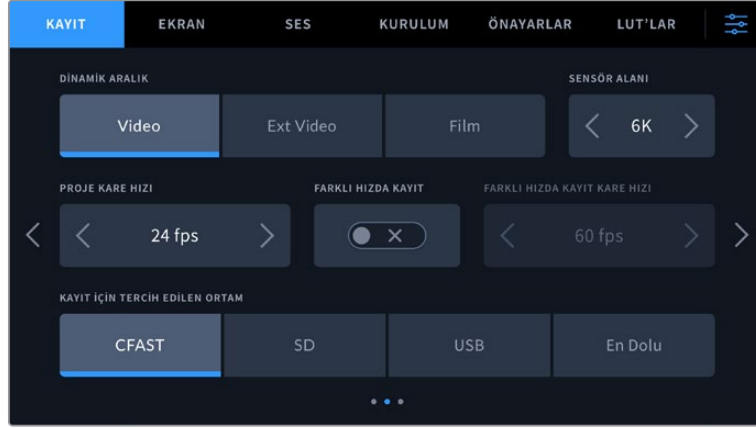 KAYIT EKRAN SES KURULUM ÖNAYARLAR LUT'LAR
DİNAMİK ARALIK SENSÖR ALANI
Video Ext Video Film 6K
PROJE KARE HIZI FARKLI HIZDA KAYIT FARKLI HIZDA KAYIT KARE HIZI
24 fps 60 fps
KAYIT İÇİN TERCİH EDİLEN ORTAM
CFAST SD USB En Dolu